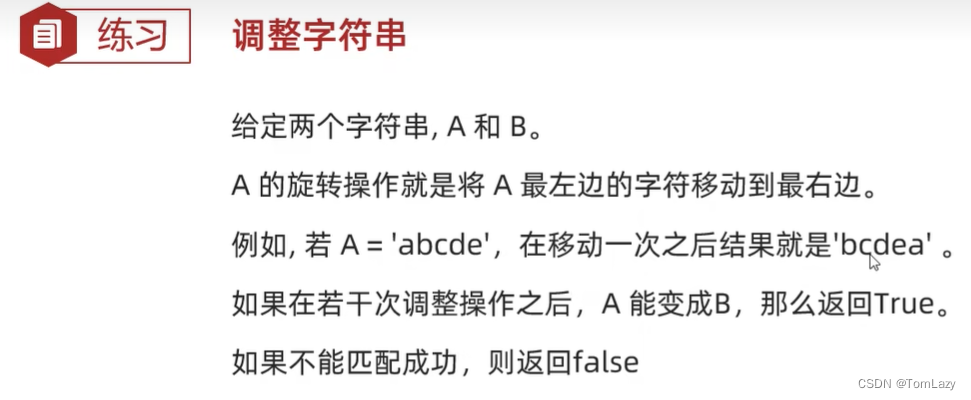 练习
调整字符串
给定两个字符串, A 和 B。
A 的旋转操作就是将 A 最左边的字符移动到最右边。
例如, 若 A = 'abcde'，在移动一次之后结果就是'bcdea' 。
如果在若干次调整操作之后，A 能变成B，那么返回True。
如果不能匹配成功，则返回false
CSDN @TomLazy